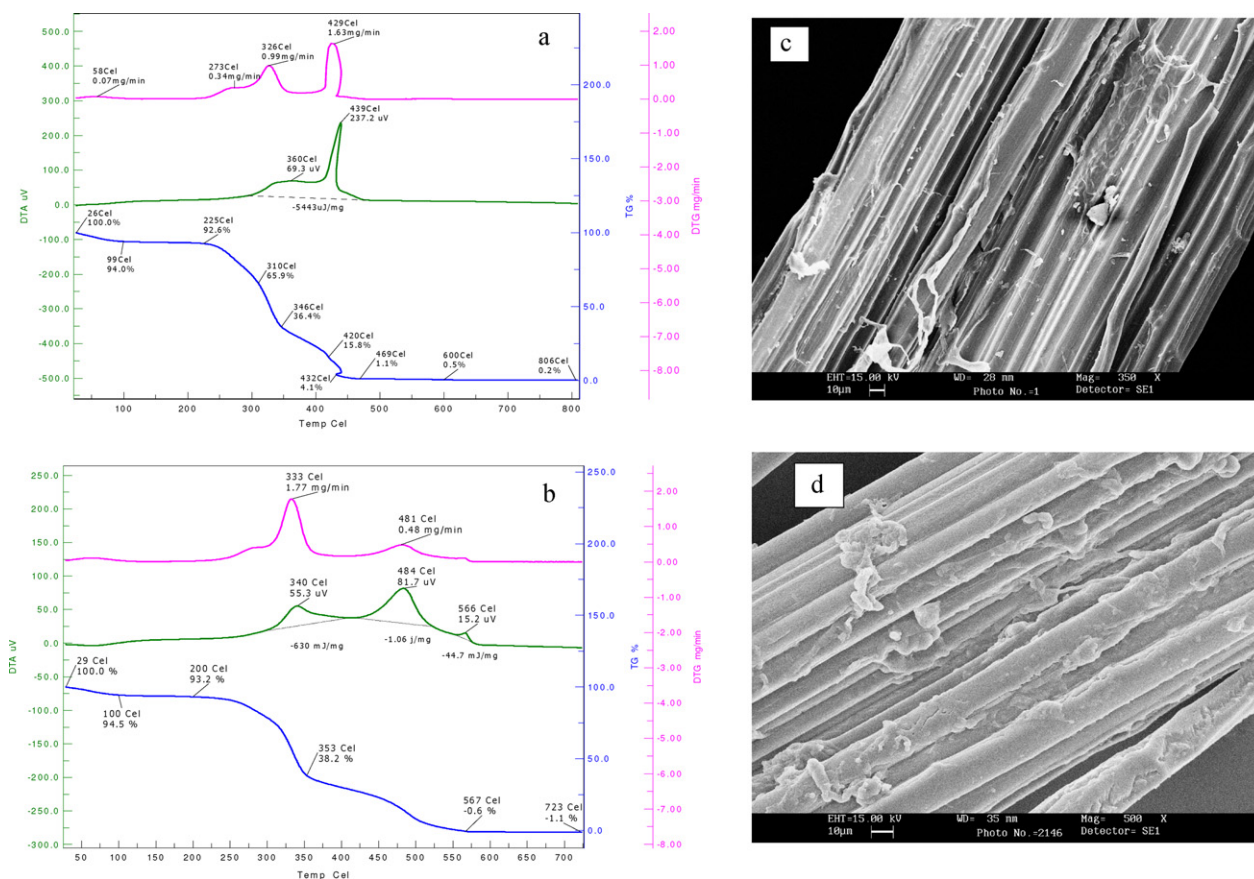 a
500.0
400.0
300.0
200.0
100.0
0.0
-100.0
-200.0
-300.0
-400.0
-500.0
DTA uV
58Cel
0.07mg/min
273Cel
0.34mg/min
326Cel
0.99mg/min
429Cel
1.63mg/min
439Cel
237.2 uV
360Cel
69.3 uV
-5443uJ/mg
26Cel
100.0%
99Cel
94.0%
225Cel
92.6%
310Cel
65.9%
346Cel
36.4%
420Cel
15.8%
432Cel
4.1%
469Cel
1.1%
600Cel
0.5%
806Cel
0.2%
100 200 300 400 500 600 700 800
Temp Cel
200.0
150.0
100.0
50.0
0.0
TG %
2.00
1.00
0.00
-1.00
-2.00
-3.00
-4.00
-5.00
-6.00
-7.00
-8.00
DTG mg/min
c
EHT=15.00 kV WD= 28 mm Mag= 350 X
10µm Photo No.=1 Detector= SE1
b
250.0
200.0
150.0
100.0
50.0
0.0
-50.0
-100.0
-150.0
-200.0
-250.0
-300.0
DTA uV
333 Cel
1.77 mg/min
481 Cel
0.48 mg/min
340 Cel
55.3 uV
484 Cel
81.7 uV
566 Cel
15.2 uV
-630 mJ/mg
-1.06 j/mg
-44.7 mJ/mg
29 Cel
100.0 %
100 Cel
94.5 %
200 Cel
93.2 %
353 Cel
38.2 %
567 Cel
-0.6 %
723 Cel
-1.1 %
50 100 150 200 250 300 350 400 450 500 550 600 650 700
Temp Cel
250.0
200.0
150.0
100.0
50.0
0.0
TG %
2.00
1.00
0.00
-1.00
-2.00
-3.00
-4.00
-5.00
-6.00
-7.00
-8.00
DTG mg/min
d
EHT=15.00 kV WD= 35 mm Mag= 500 X
10µm Photo No.=2146 Detector= SE1